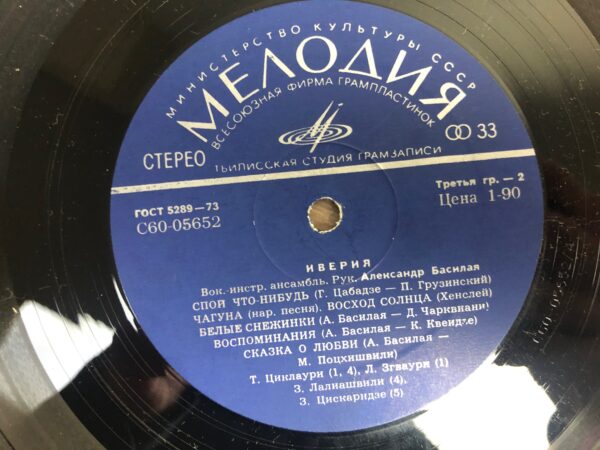 МИНИСТЕРСТВО КУЛЬТУРЫ СССР
МЕЛОДИЯ
ВСЕСОЮЗНАЯ ФИРМА ГРАМПЛАСТИНОК
СТЕРЕО
33
ТБИЛИССКАЯ СТУДИЯ ГРАМЗАПИСИ
ГОСТ 5289—73
С60-05652
Третья гр. — 2
Цена 1-90
ИВЕРИЯ
Вок.-инстр. ансамбль. Рук. Александр Басилая
СПОЙ ЧТО-НИБУДЬ (Г. Цабадзе — П. Грузинский)
ЧАГУНА (нар. песня). ВОСХОД СОЛНЦА (Хенслей)
БЕЛЫЕ СНЕЖИНКИ (А. Басилая — Д. Чарквиани)
ВОСПОМИНАНИЯ (А. Басилая — К. Квеидзе)
СКАЗКА О ЛЮБВИ (А. Басилая —
М. Поцхишвили)
Т. Циклаури (1, 4), Л. Згваури (1)
З. Лалиашвили (4),
З. Цискаридзе (5)